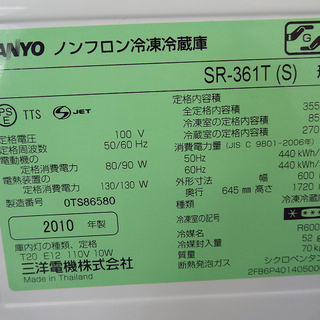 ANYO ノンフロン冷凍冷蔵庫
SR-361T (S)
PS E TTS S JET
定格電圧 100 V
定格周波数 50/60 Hz
電動機の
定格消費電力 80/90 W
電熱装置の
定格消費電力 130/130 W
製造番号 0TS86580
2010 年製
庫内灯の種類、定格
T20 E12 110V 10W
三洋電機株式会社
Made in Thailand
定格内容積
全定格内容積 355
冷凍室の容積 85
冷蔵室の容積 270
消費電力量 (JIS C 9801-2006年)
50Hz 440 kWh/
60Hz 440 kWh/
外形寸法 幅 600
奥行 645 mm 高さ 1720
冷凍室の記号
冷媒名 R600
冷媒封入量 52
質量 70 kg
断熱発泡ガス シクロペンタン
2FB6P4014050